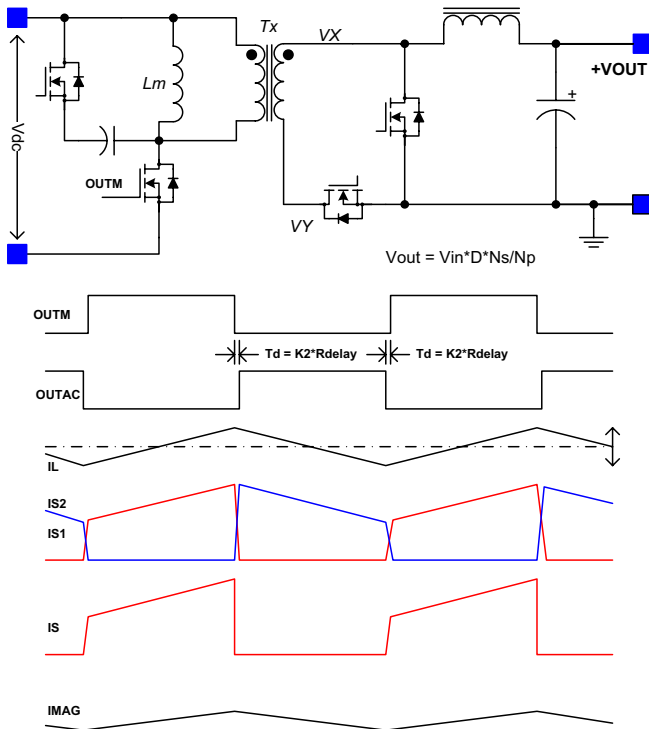 Tx
VX
Lm
+VOUT
+
Vdc
OUTM
VY
Vout = Vin*D*Ns/Np
OUTM
Td = K2*Rdelay Td = K2*Rdelay
OUTAC
IL
IS2
IS1
IS
IMAG